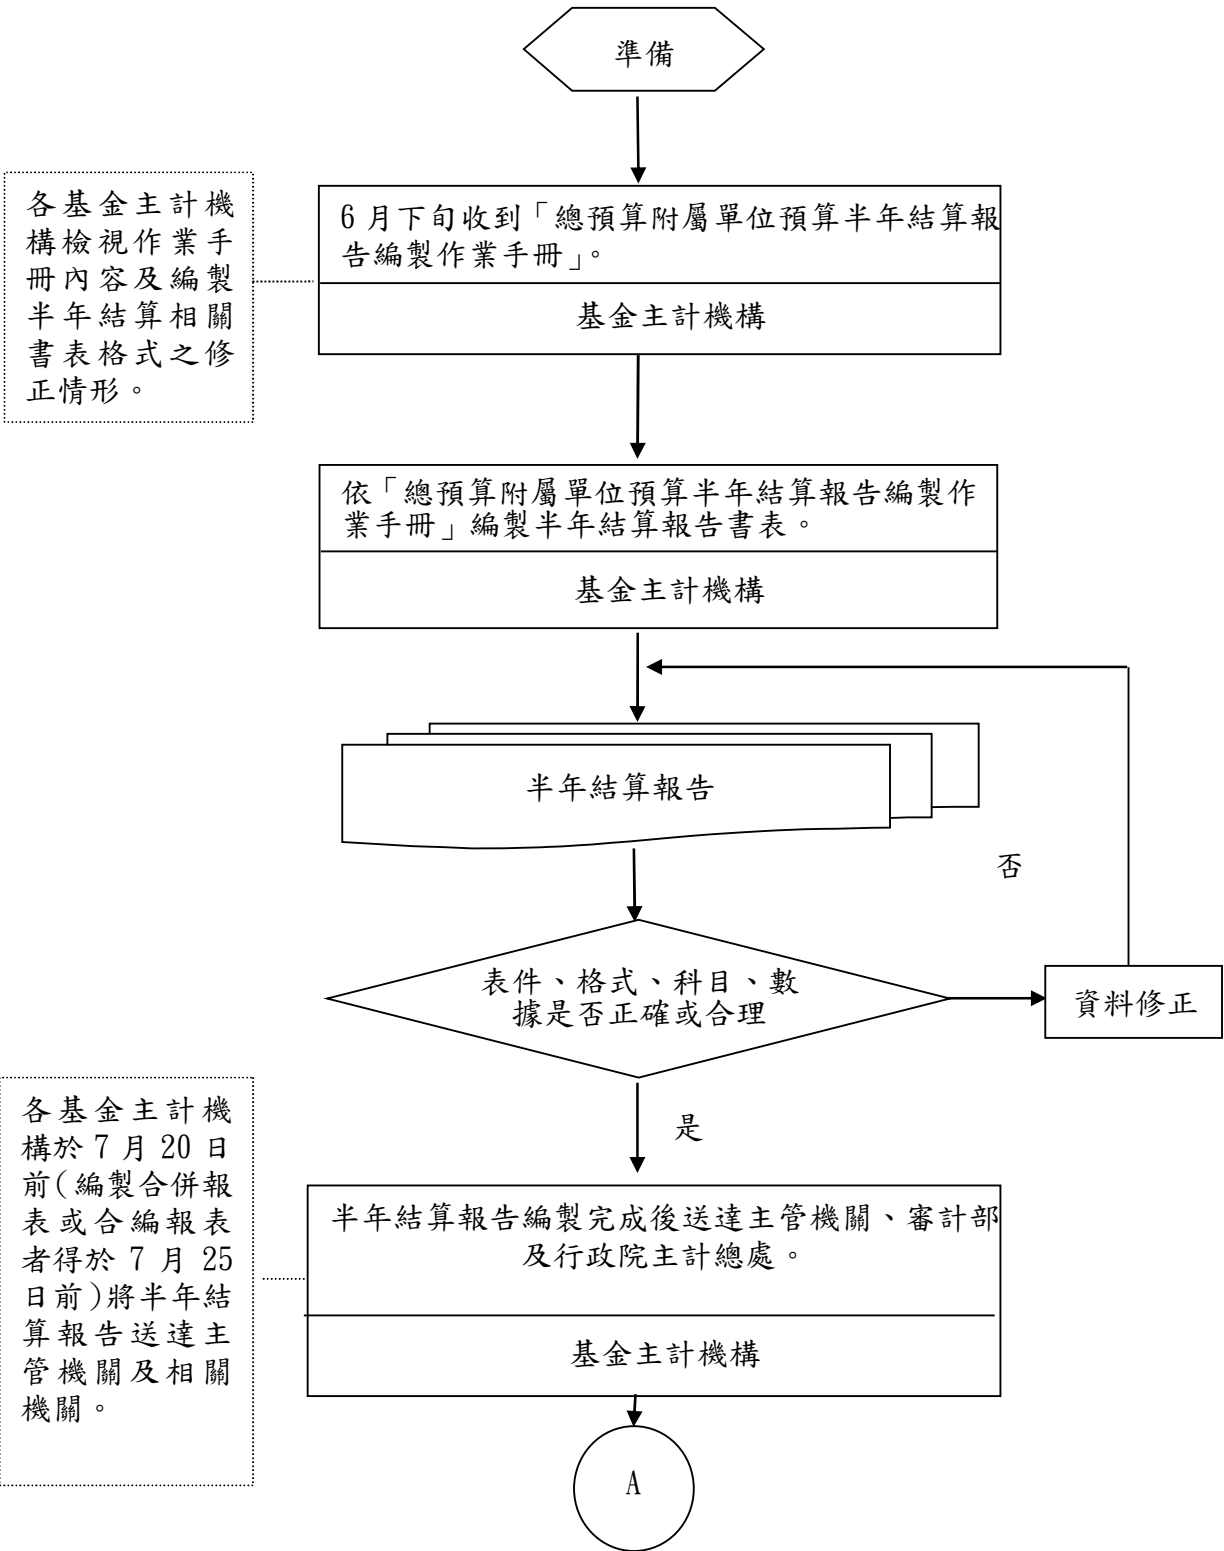 準備
各基金主計機
構檢視作業手
冊內容及編製
半年結算相關
書表格式之修
正情形。
6月下旬收到「總預算附屬單位預算半年結算報
告編製作業手冊」。
基金主計機構
依「總預算附屬單位預算半年結算報告編製作
業手冊」編製半年結算報告書表。
基金主計機構
半年結算報告
否
表件、格式、科目、數
據是否正確或合理
資料修正
是
各基金主計機
構於 7 月 20 日
前(編製合併報
表或合編報表
者得於 7 月 25
日前)將半年結
算報告送達主
管機關及相關
機關。
半年結算報告編製完成後送達主管機關、審計部
及行政院主計總處。
基金主計機構
A